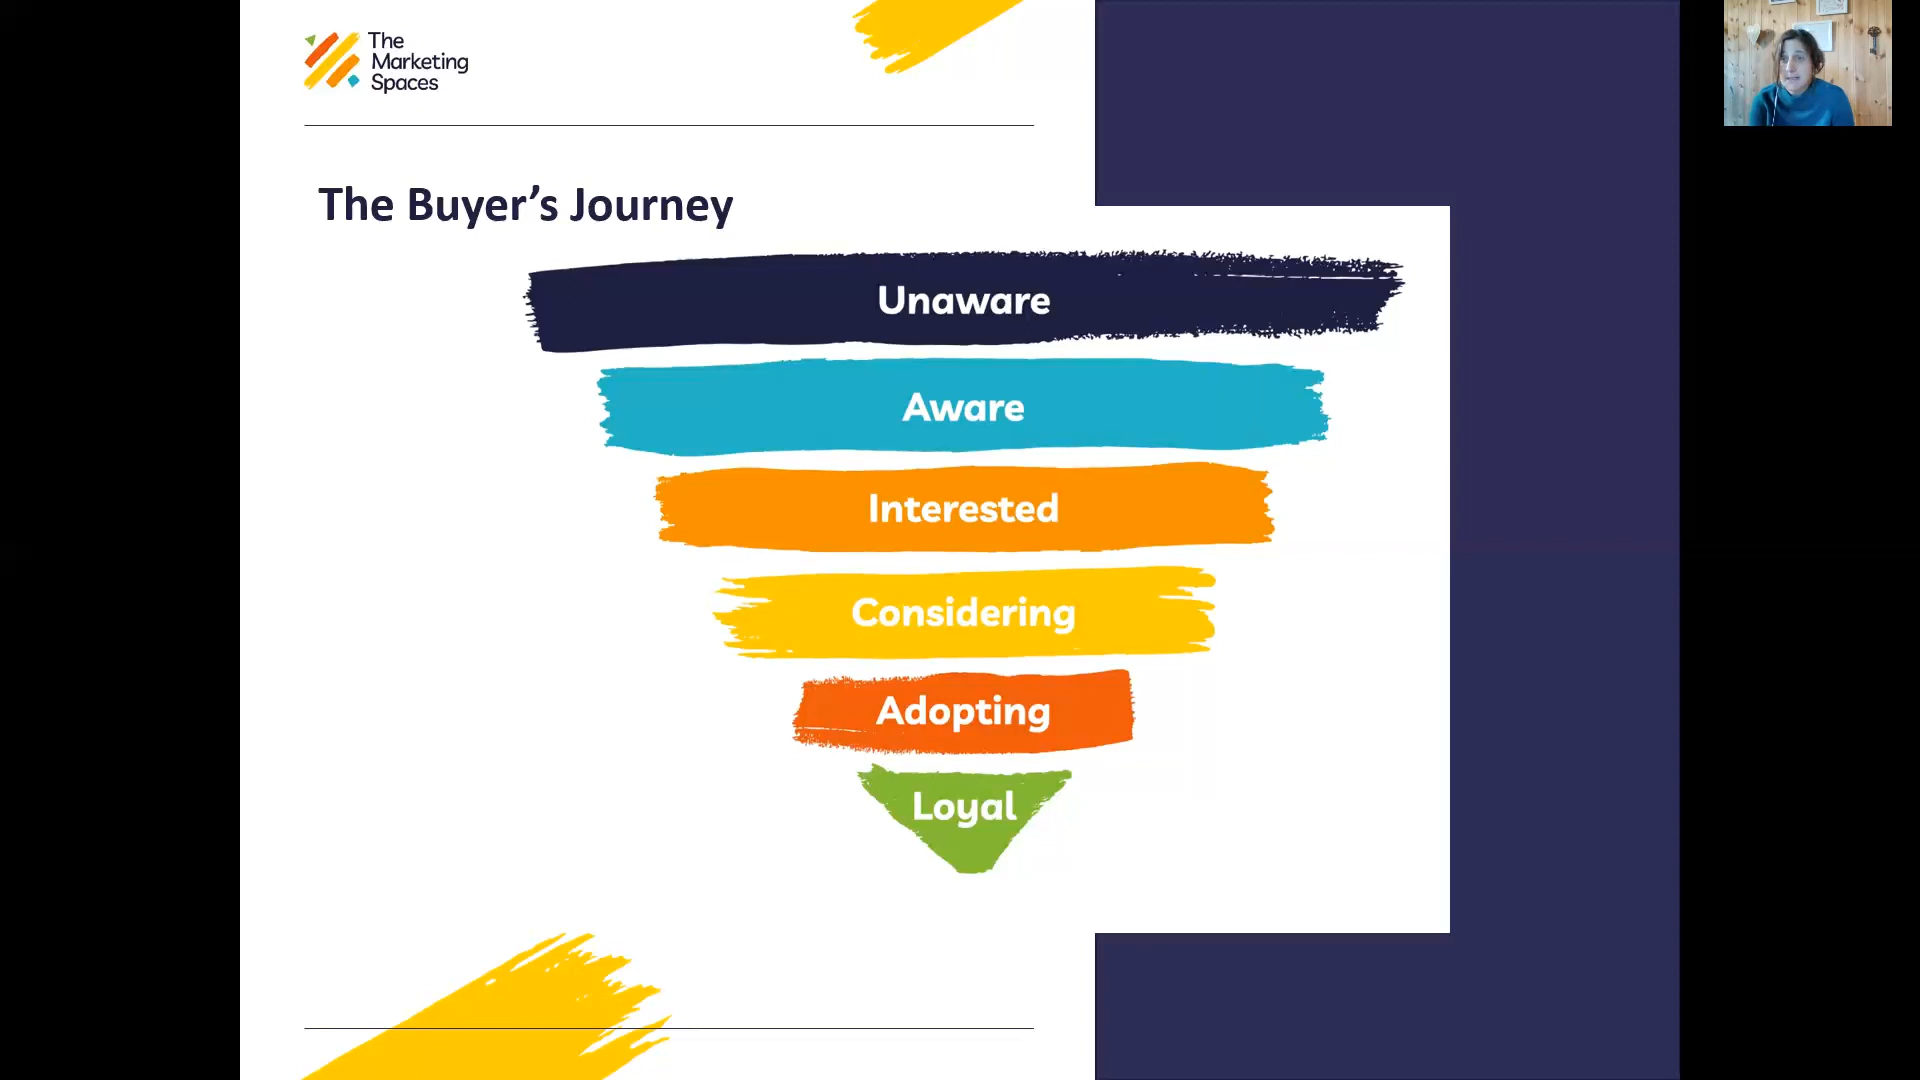 The
Marketing
Spaces
The Buyer’s Journey
Unaware
Aware
Interested
Considering
Adopting
Loyal